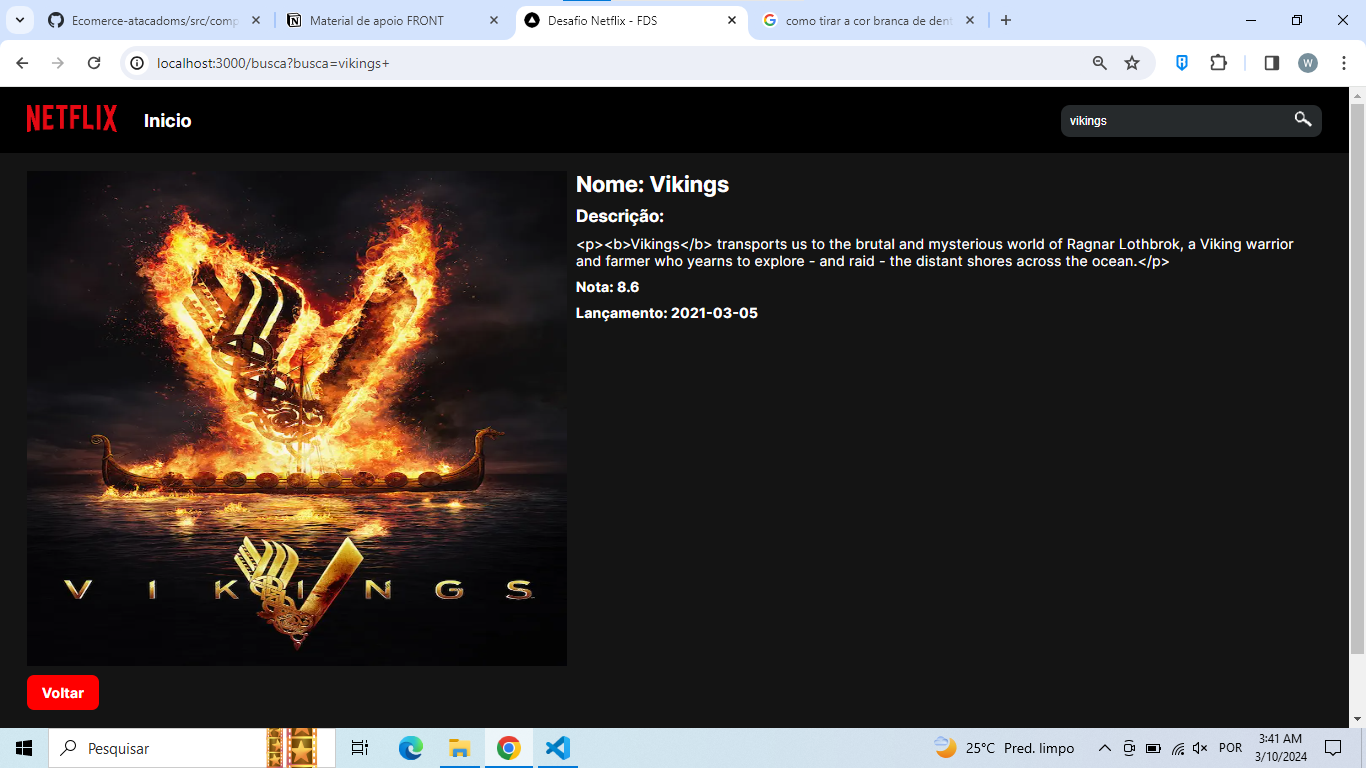 Ecomerce-atacadoms/src/comp
Material de apoio FRONT
Desafio Netflix - FDS
como tirar a cor branca de dent
localhost:3000/busca?busca=vikings+
W
NETFLIX
Inicio
vikings
Nome: Vikings
Descrição:
<p><b>Vikings</b> transports us to the brutal and mysterious world of Ragnar Lothbrok, a Viking warrior
and farmer who yearns to explore - and raid - the distant shores across the ocean.</p>
Nota: 8.6
Lançamento: 2021-03-05
VIKINGS
Voltar
Pesquisar
25°C Pred. limpo
POR
3:41 AM
3/10/2024